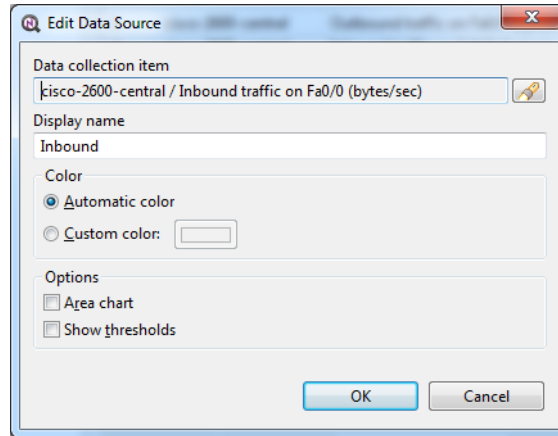 Edit Data Source
Data collection item
cisco-2600-central / Inbound traffic on Fa0/0 (bytes/sec)
Display name
Inbound
Color
Automatic color
Custom color:
Options
Area chart
Show thresholds
OK Cancel